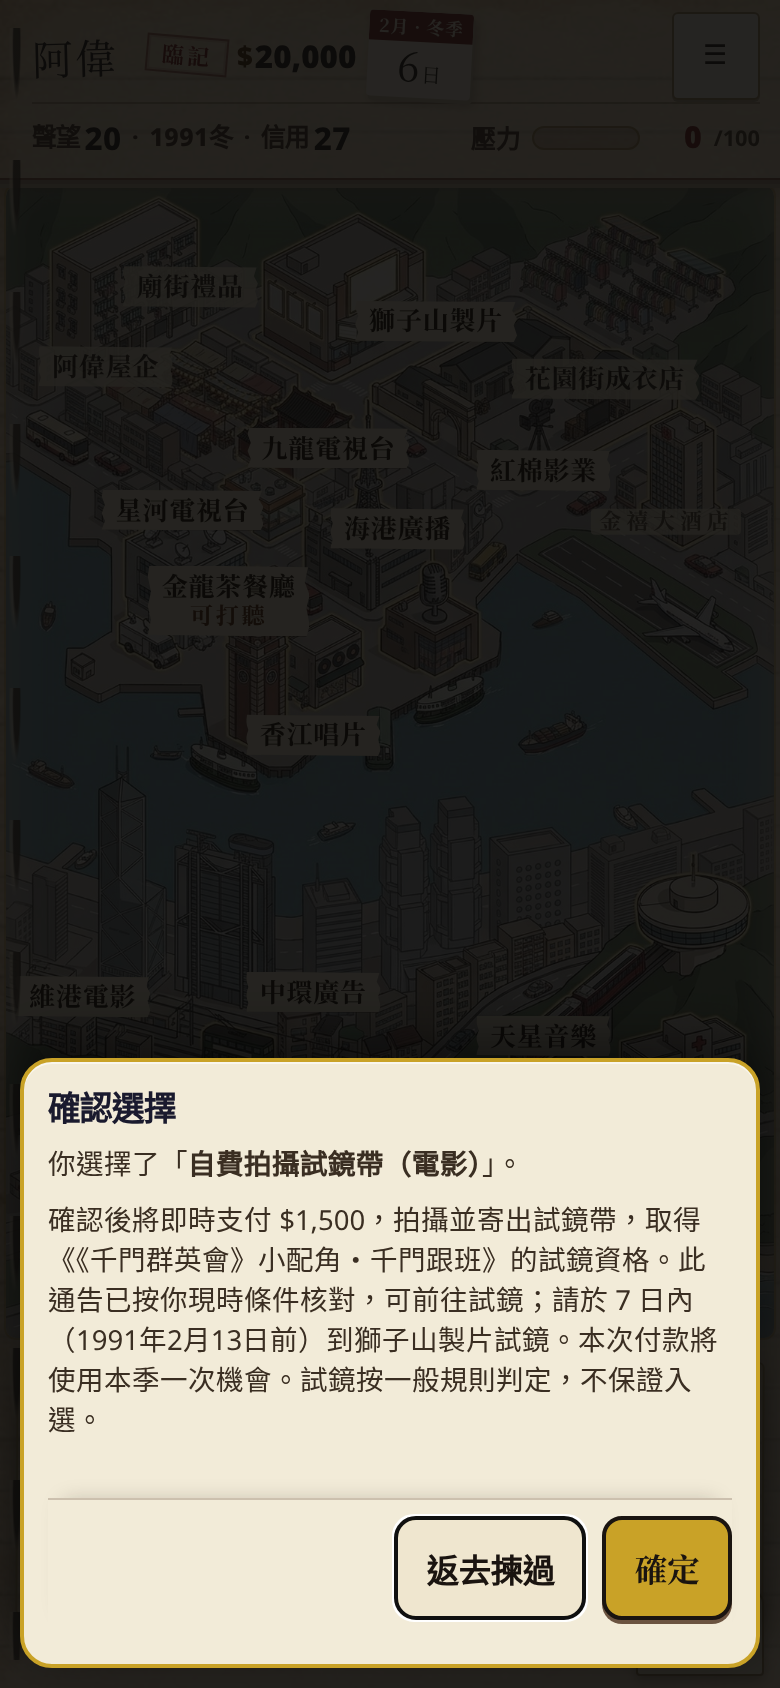 阿偉
臨記
$20,000
2月·冬季
6日
☰
聲望20 · 1991冬 · 信用27
壓力 0 /100
廟街禮品
獅子山製片
阿偉屋企
花園街成衣店
九龍電視台
紅棉影業
星河電視台
海港廣播
金禧大酒店
金龍茶餐廳
可打聽
香江唱片
維港電影
中環廣告
天星音樂
確認選擇
你選擇了「自費拍攝試鏡帶（電影）」。
確認後將即時支付 $1,500，拍攝並寄出試鏡帶，取得
《《千門群英會》小配角・千門跟班》的試鏡資格。此
通告已按你現時條件核對，可前往試鏡；請於 7 日內
（1991年2月13日前）到獅子山製片試鏡。本次付款將
使用本季一次機會。試鏡按一般規則判定，不保證入
選。
返去揀過
確定